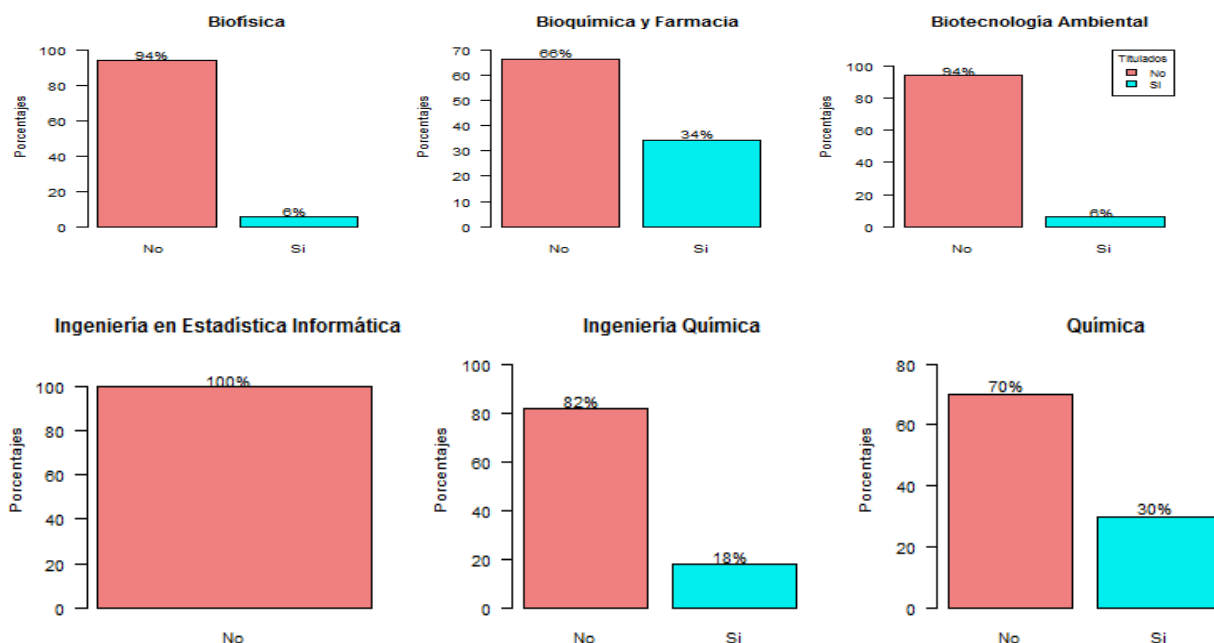 Biofísica
Porcentajes
100
80
60
40
20
0
94%
6%
No
Si
Bioquímica y Farmacia
Porcentajes
70
60
50
40
30
20
10
0
66%
34%
No
Si
Biotecnología Ambiental
Porcentajes
100
80
60
40
20
0
94%
6%
No
Si
Titulados
No
Si
Ingeniería en Estadística Informática
Porcentajes
100
80
60
40
20
0
100%
No
Ingeniería Química
Porcentajes
100
80
60
40
20
0
82%
18%
No
Si
Química
Porcentajes
80
60
40
20
0
70%
30%
No
Si